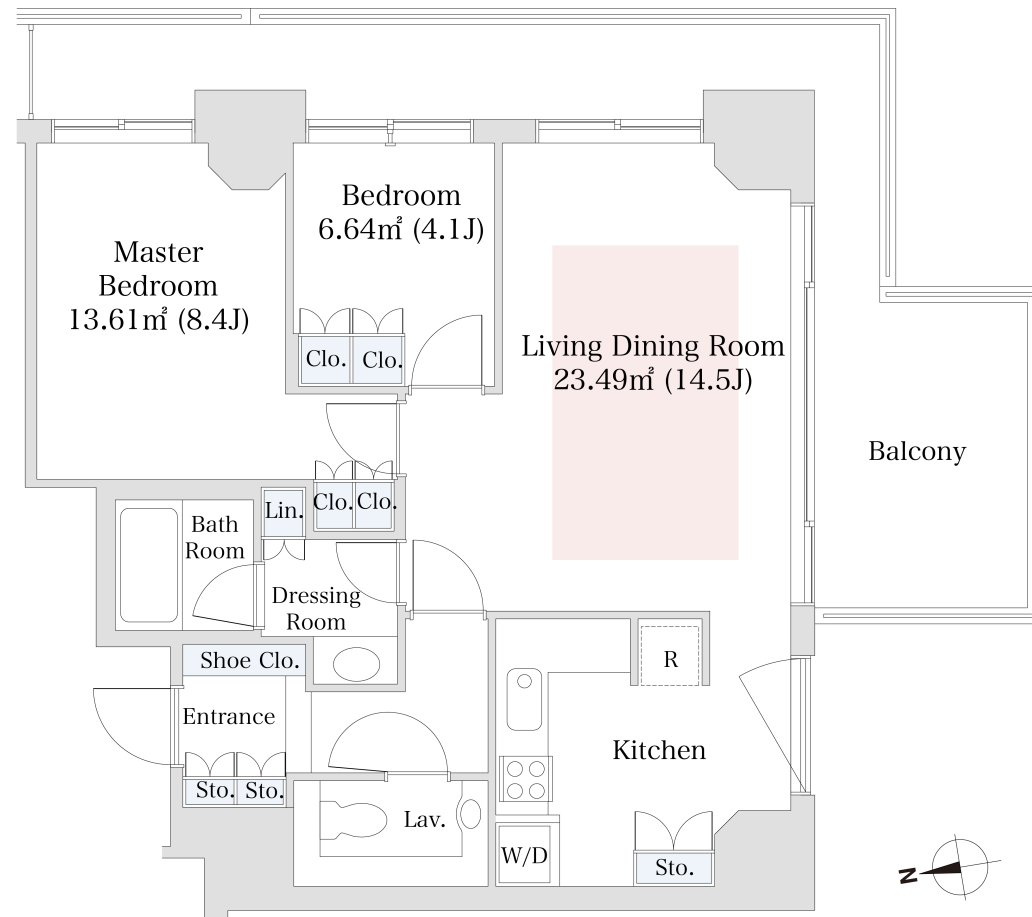 Bedroom
6.64㎡ (4.1J)
Master
Bedroom
13.61㎡ (8.4J)
Clo.
Clo.
Living Dining Room
23.49㎡ (14.5J)
Balcony
Lin.
Clo.
Clo.
Bath
Room
Dressing
Room
Shoe Clo.
R
Entrance
Kitchen
Sto.
Sto.
Lav.
W/D
Sto.
N